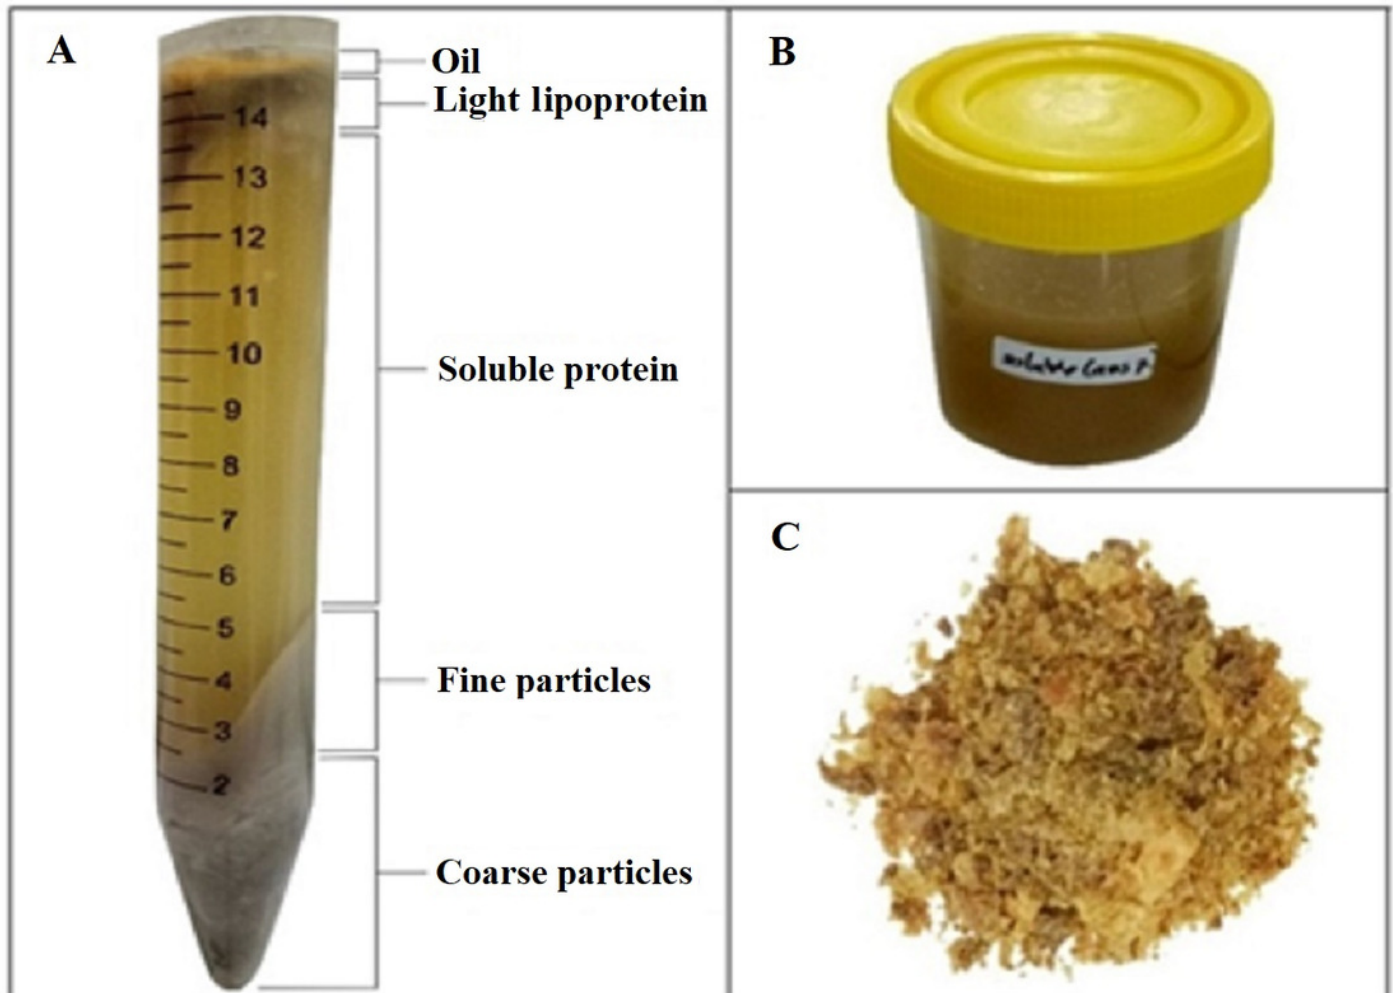 A
Oil
Light lipoprotein
14
13
12
11
10
Soluble protein
9
8
7
6
5
4
Fine particles
3
2
Coarse particles
B
C